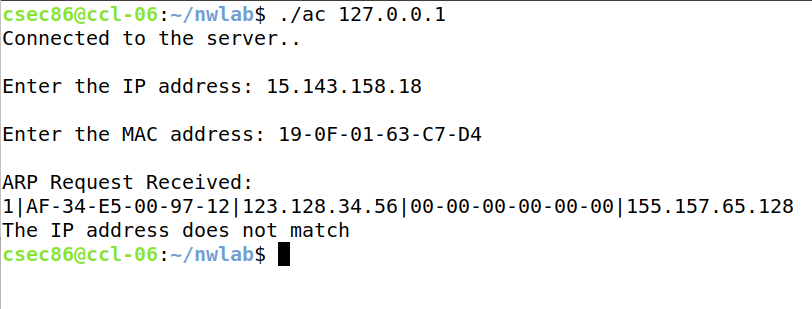 csec86@ccl-06:~/nwlab$ ./ac 127.0.0.1
Connected to the server..
Enter the IP address: 15.143.158.18
Enter the MAC address: 19-0F-01-63-C7-D4
ARP Request Received:
1|AF-34-E5-00-97-12|123.128.34.56|00-00-00-00-00-00|155.157.65.128
The IP address does not match
csec86@ccl-06:~/nwlab$